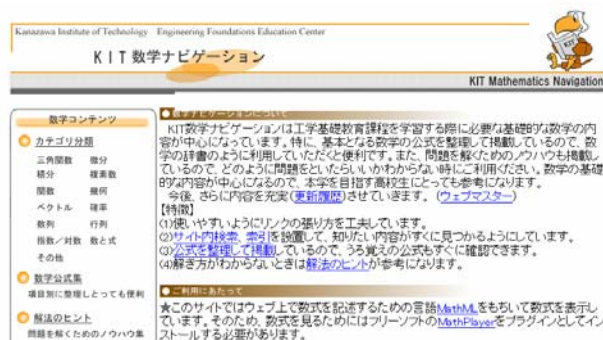 Kanazawa Institute of Technology Engineering Foundations Education Center
KIT数学ナビゲーション
KIT
KIT Mathematics Navigation
数学コンテンツ
カテゴリ分類
三角関数 微分
積分 複素数
関数 幾何
ベクトル 確率
数列 行列
指数/対数 数と式
その他
数学公式集
項目別に整理しとっても便利
解法のヒント
問題を解くためのノウハウ集
数学ナビゲーションについて
KIT数学ナビゲーションは工学基礎教育課程を学習する際に必要な基礎的な数学の内
容が中心になっています。特に、基本となる数学の公式を整理して掲載しているので、数
学の辞書のように利用していただくと便利です。また、問題を解くためのノウハウも掲載し
ているので、どのように問題をといたらいいかわからない時にご利用ください。数学の基礎
的な内容が中心になるので、本学を目指す高校生にとっても参考になります。
今後、さらに内容を充実(更新履歴)させていきます。 (ウェブマスター)
【特徴】
(1)使いやすいようにリンクの張り方を工夫しています。
(2)サイト内検索、索引を設置して、知りたい内容がすぐに見つかるようにしています。
(3)公式を整理して掲載しているので、うろ覚えの公式もすぐに確認できます。
(4)解き方がわからないときは解法のヒントが参考になります。
ご利用にあたって
★このサイトではウェブ上で数式を記述するための言語MathMLをもちいて数式を表示し
ています。そのため、数式を見るためにはフリーソフトのMathPlayerをプラグインとしてイン
ストールする必要があります。